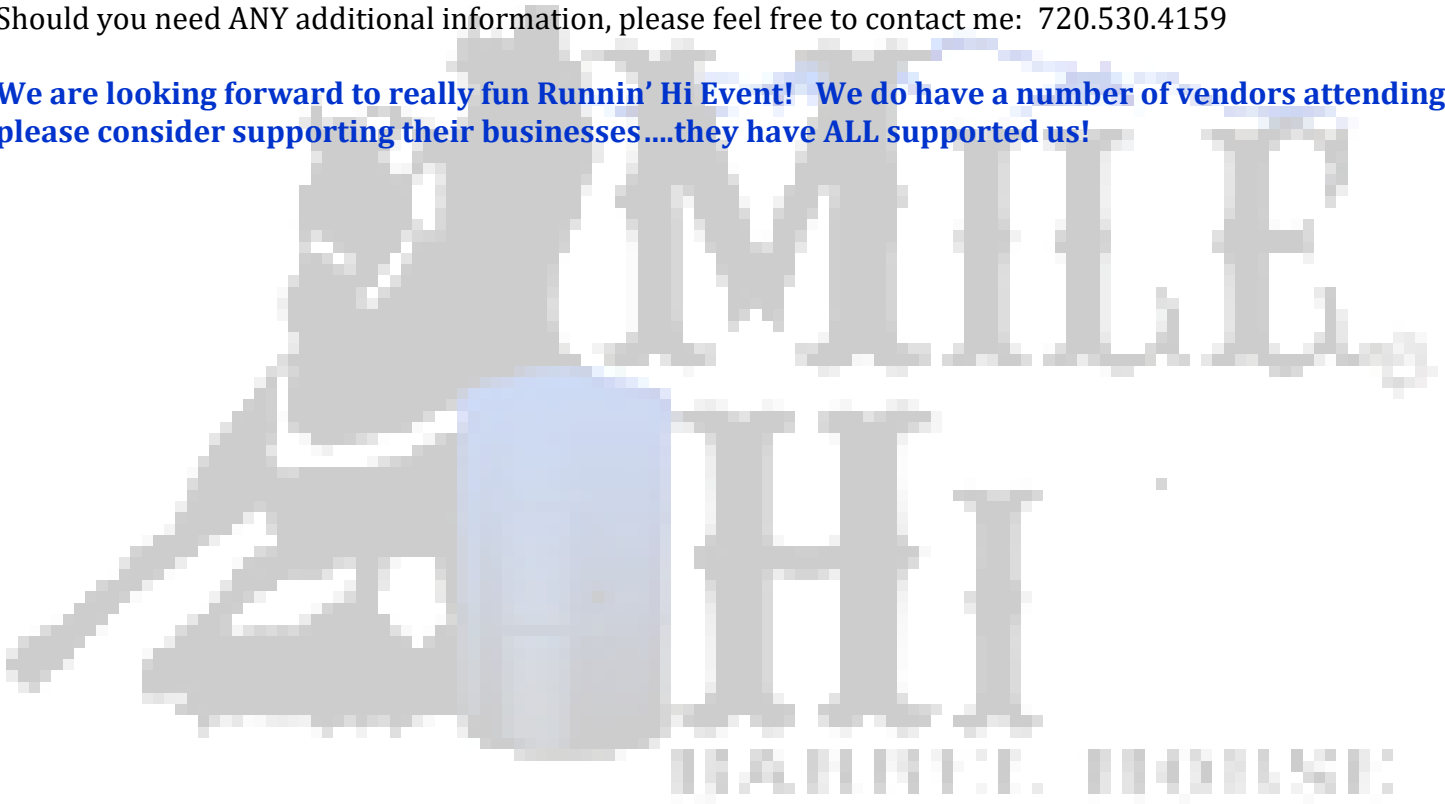 Should you need ANY additional information, please feel free to contact me:  720.530.4159
We are looking forward to really fun Runnin’ Hi Event!   We do have a number of vendors attending
please consider supporting their businesses….they have ALL supported us!
MILE
HI
BARREL HORSE